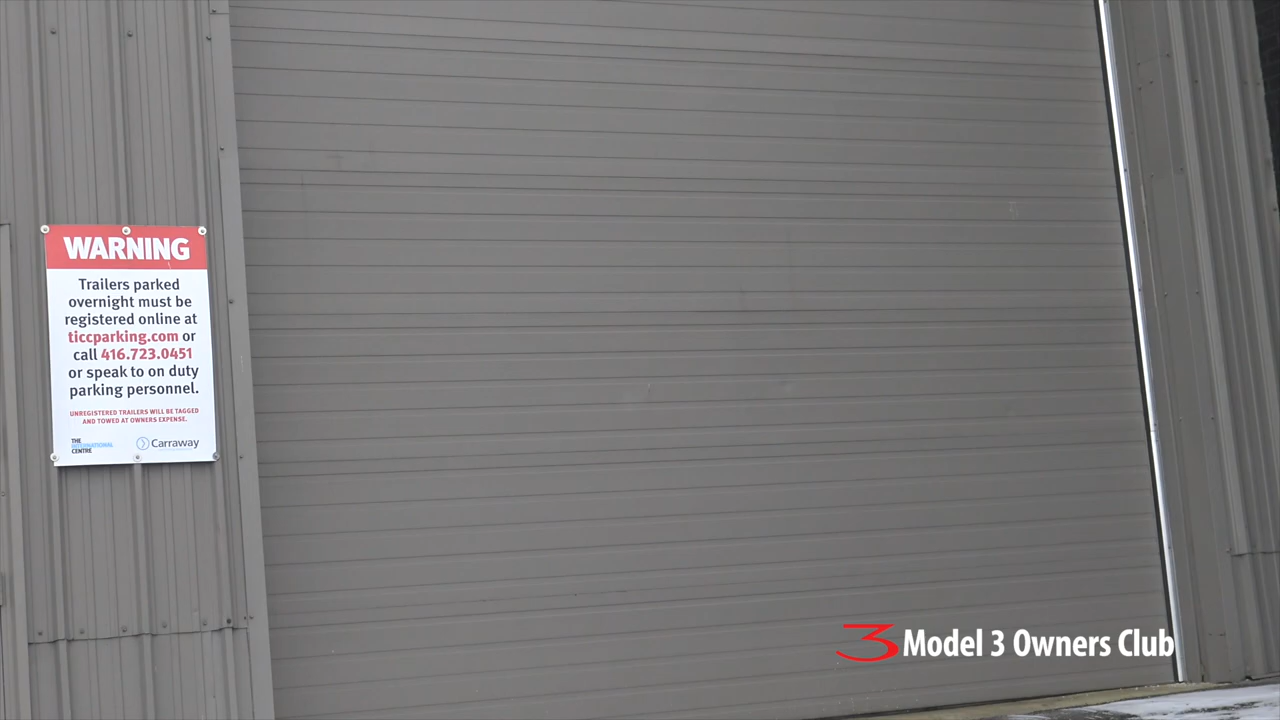 WARNING
Trailers parked
overnight must be
registered online at
ticcparking.com or
call 416.723.0451
or speak to on duty
parking personnel.
UNREGISTERED TRAILERS WILL BE TAGGED
AND TOWED AT OWNERS EXPENSE.
THE
INTERNATIONAL
CENTRE
Carraway
3 Model 3 Owners Club